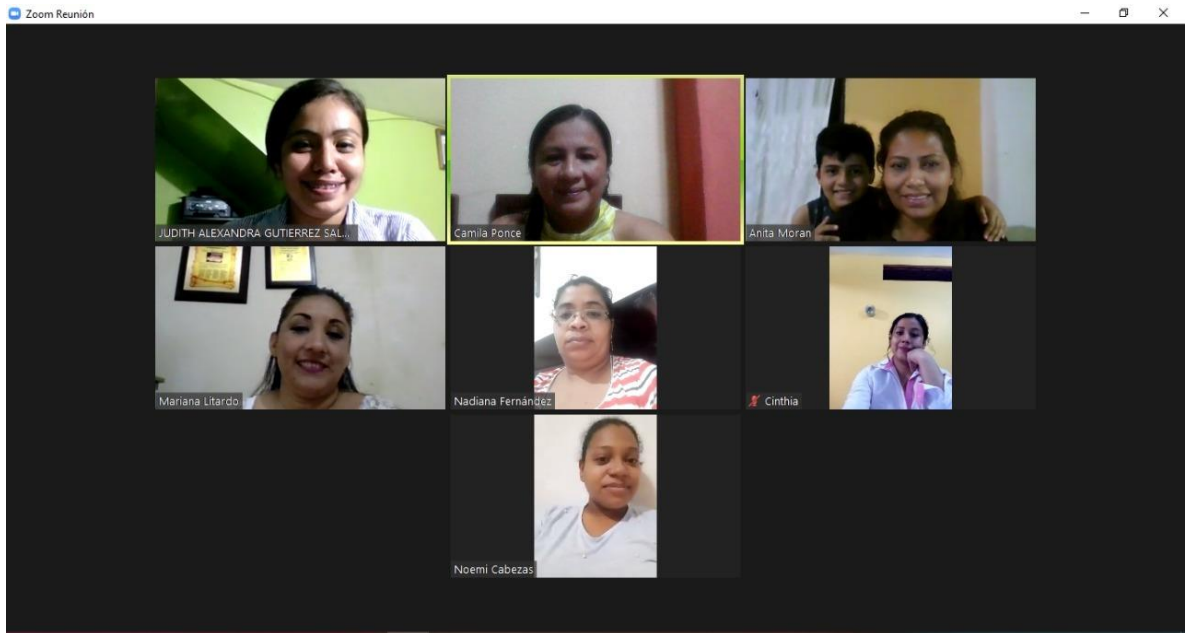 Zoom Reunión
JUDITH ALEXANDRA GUTIERREZ SAL...
Camila Ponce
Anita Moran
Mariana Litardo
Nadiana Fernández
Cinthia
Noemi Cabezas